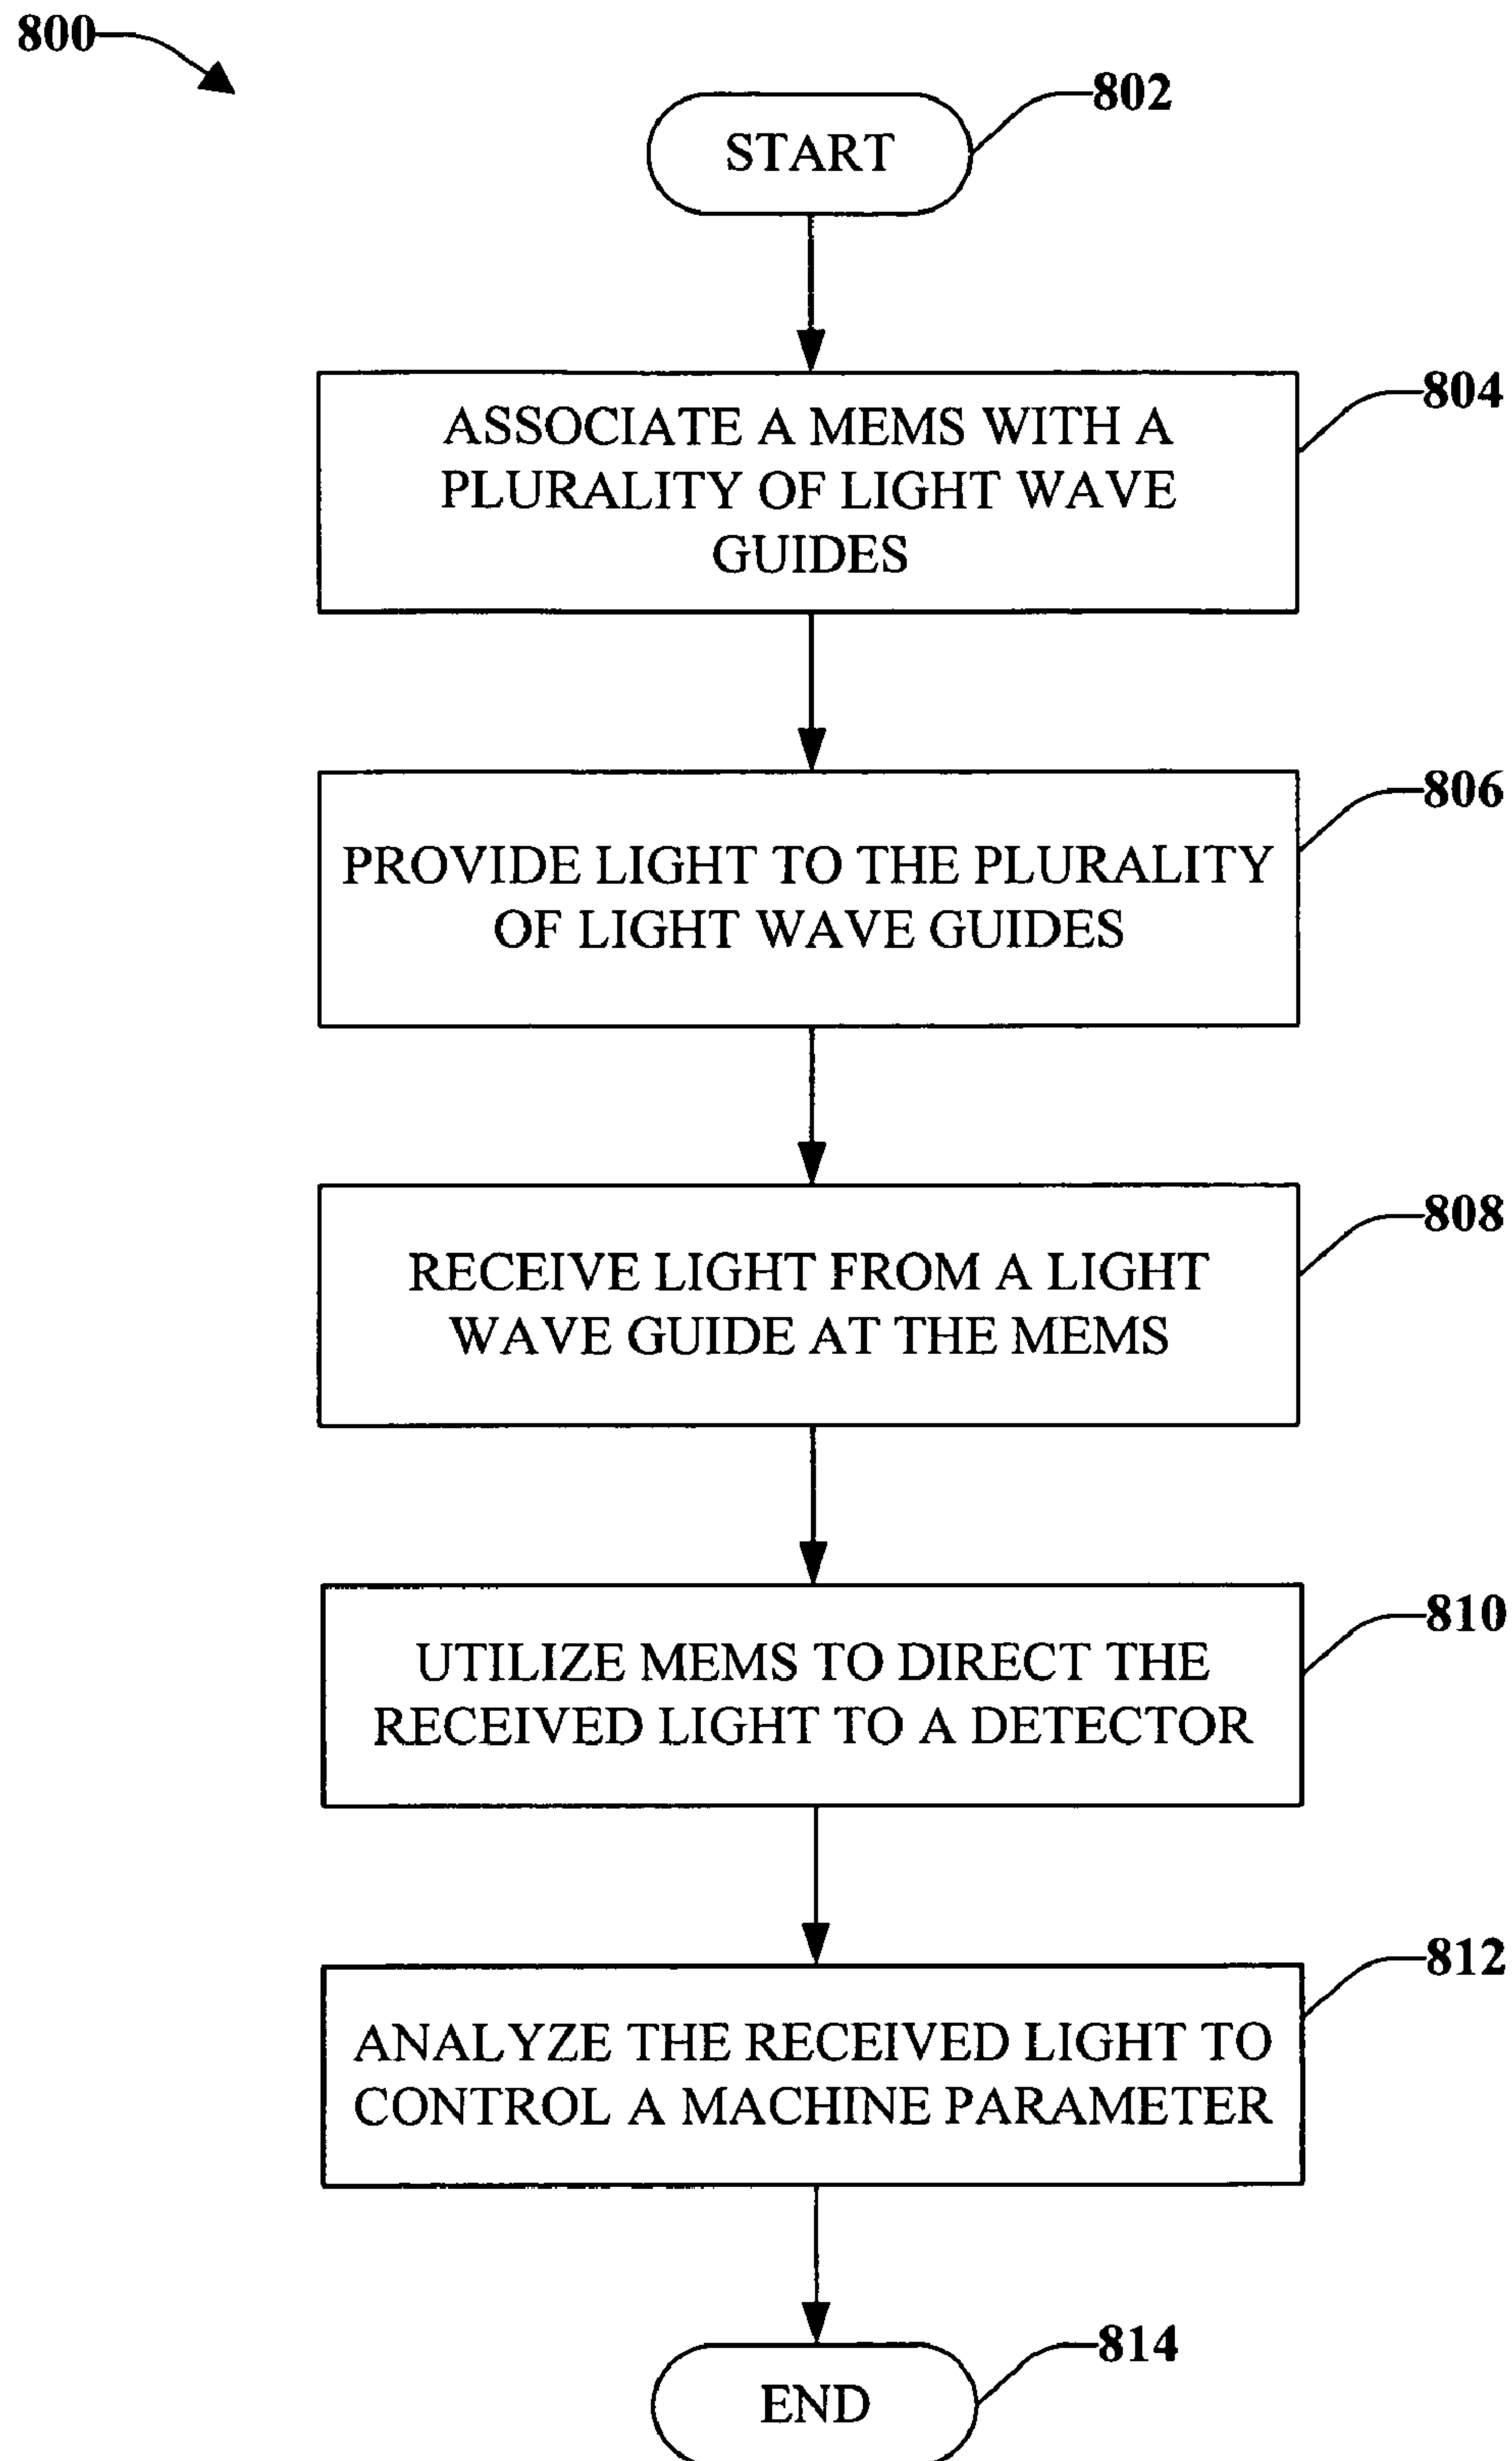 800
802
START
804
ASSOCIATE A MEMS WITH A
PLURALITY OF LIGHT WAVE
GUIDES
806
PROVIDE LIGHT TO THE PLURALITY
OF LIGHT WAVE GUIDES
808
RECEIVE LIGHT FROM A LIGHT
WAVE GUIDE AT THE MEMS
810
UTILIZE MEMS TO DIRECT THE
RECEIVED LIGHT TO A DETECTOR
812
ANALYZE THE RECEIVED LIGHT TO
CONTROL A MACHINE PARAMETER
814
END